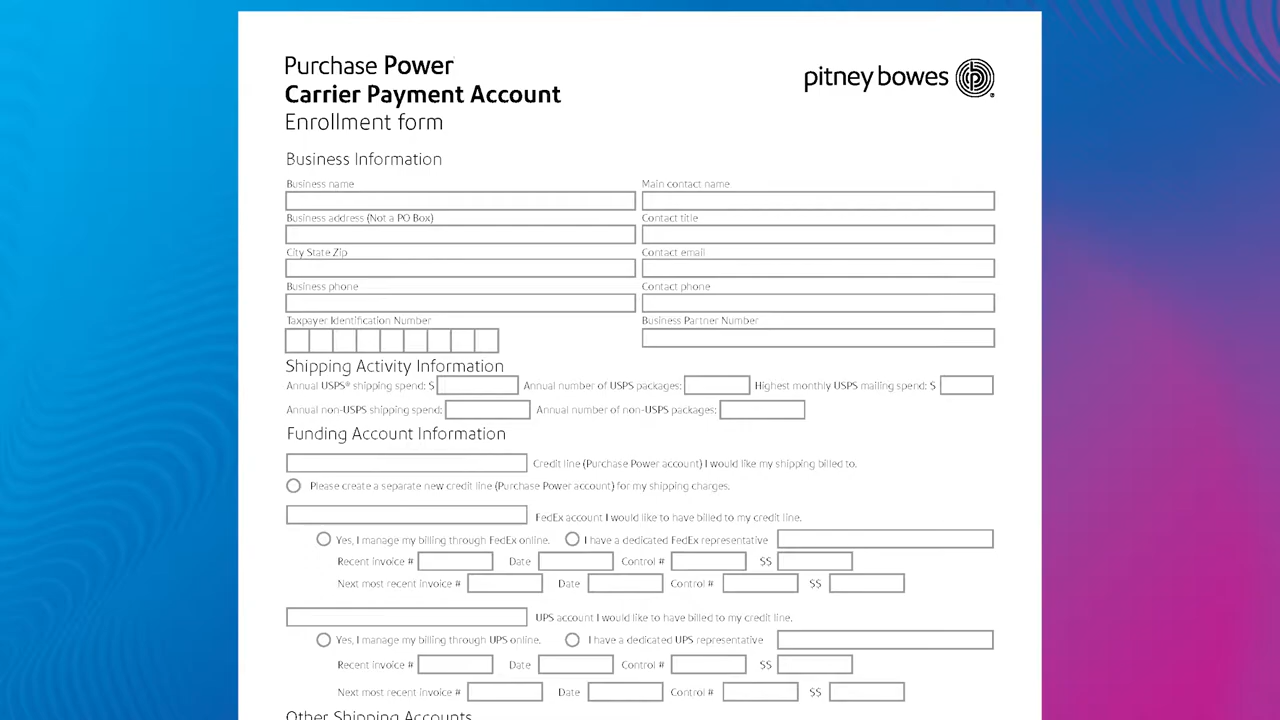 Purchase Power
Carrier Payment Account
Enrollment form
pitney bowes
Business Information
Business name
Main contact name
Business address (Not a PO Box)
Contact title
City State Zip
Contact email
Business phone
Contact phone
Taxpayer Identification Number
Business Partner Number
Shipping Activity Information
Annual USPS® shipping spend: $
Annual number of USPS packages:
Highest monthly USPS mailing spend: $
Annual non-USPS shipping spend:
Annual number of non-USPS packages:
Funding Account Information
Credit line (Purchase Power account) I would like my shipping billed to.
Please create a separate new credit line (Purchase Power account) for my shipping charges.
FedEx account I would like to have billed to my credit line.
Yes, I manage my billing through FedEx online.
I have a dedicated FedEx representative
Recent invoice # Date Control # $$
Next most recent invoice # Date Control # $$
UPS account I would like to have billed to my credit line.
Yes, I manage my billing through UPS online.
I have a dedicated UPS representative
Recent invoice # Date Control # $$
Next most recent invoice # Date Control # $$
Other Shipping Accounts